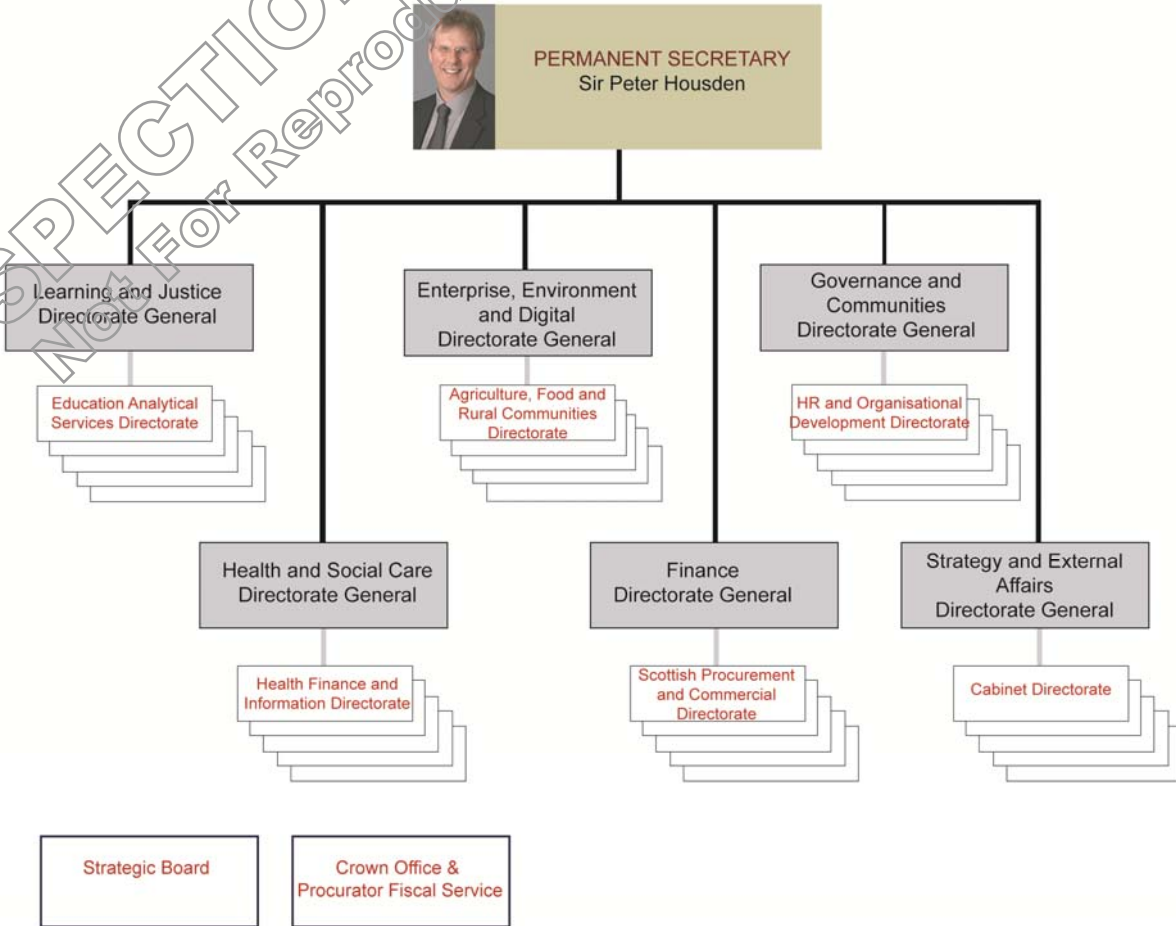 PERMANENT SECRETARY
Sir Peter Housden
Learning and Justice
Directorate General
Enterprise, Environment
and Digital
Directorate General
Governance and
Communities
Directorate General
Education Analytical
Services Directorate
Agriculture, Food and
Rural Communities
Directorate
HR and Organisational
Development Directorate
Health and Social Care
Directorate General
Finance
Directorate General
Strategy and External
Affairs
Directorate General
Health Finance and
Information Directorate
Scottish Procurement
and Commercial
Directorate
Cabinet Directorate
Strategic Board
Crown Office &
Procurator Fiscal Service
Not For